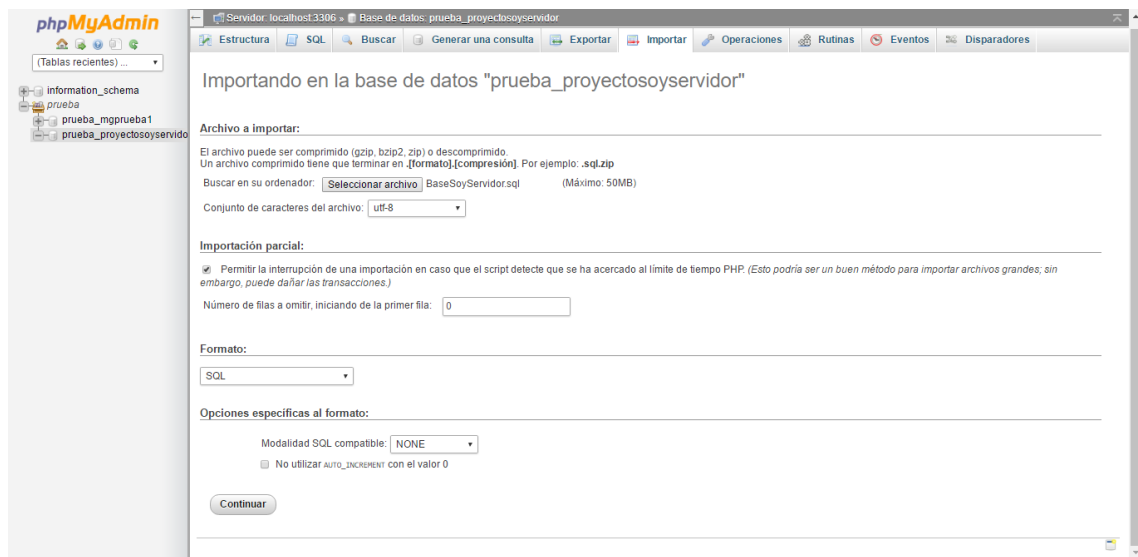 phpMyAdmin
(Tablas recientes) ...
information_schema
prueba
prueba_mgprueba1
prueba_proyectosoyservido
Servidor: localhost:3306 » Base de datos: prueba_proyectosoyservidor
Estructura SQL Buscar Generar una consulta Exportar Importar Operaciones Rutinas Eventos Disparadores
Importando en la base de datos "prueba_proyectosoyservidor"
Archivo a importar:
El archivo puede ser comprimido (gzip, bzip2, zip) o descomprimido.
Un archivo comprimido tiene que terminar en .[formato].[compresión]. Por ejemplo: .sql.zip
Buscar en su ordenador: Seleccionar archivo BaseSoyServidor.sql (Máximo: 50MB)
Conjunto de caracteres del archivo: utf-8
Importación parcial:
Permitir la interrupción de una importación en caso que el script detecte que se ha acercado al límite de tiempo PHP. (Esto podría ser un buen método para importar archivos grandes; sin
embargo, puede dañar las transacciones.)
Número de filas a omitir, iniciando de la primer fila: 0
Formato:
SQL
Opciones específicas al formato:
Modalidad SQL compatible: NONE
No utilizar AUTO_INCREMENT con el valor 0
Continuar